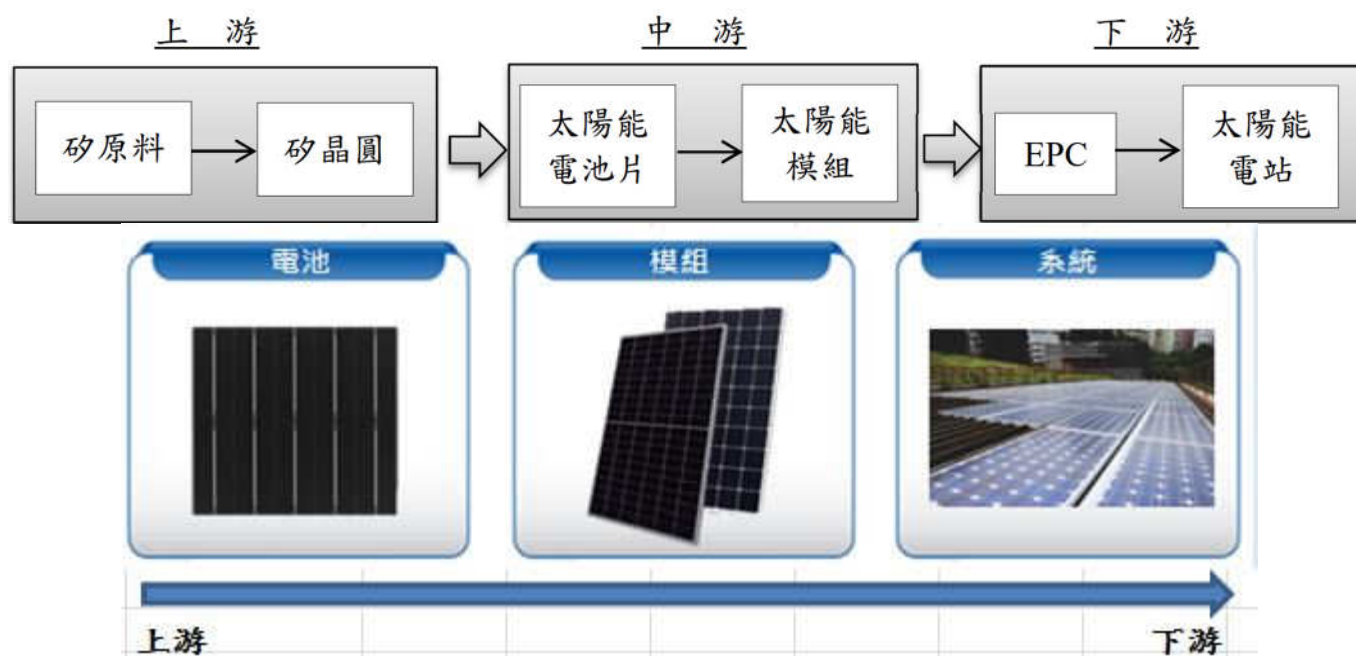 上 游
中 游
下 游
矽原料
矽晶圓
太陽能
電池片
太陽能
模組
EPC
太陽能
電站
電池
模組
系統
上游
下游